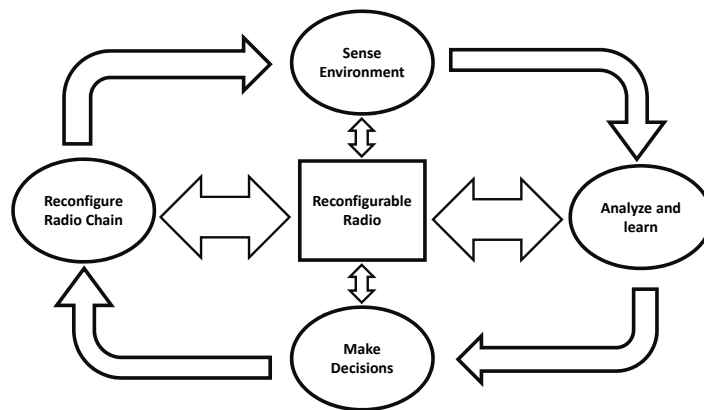 Sense
Environment
Reconfigure
Radio Chain
Reconfigurable
Radio
Analyze and
learn
Make
Decisions